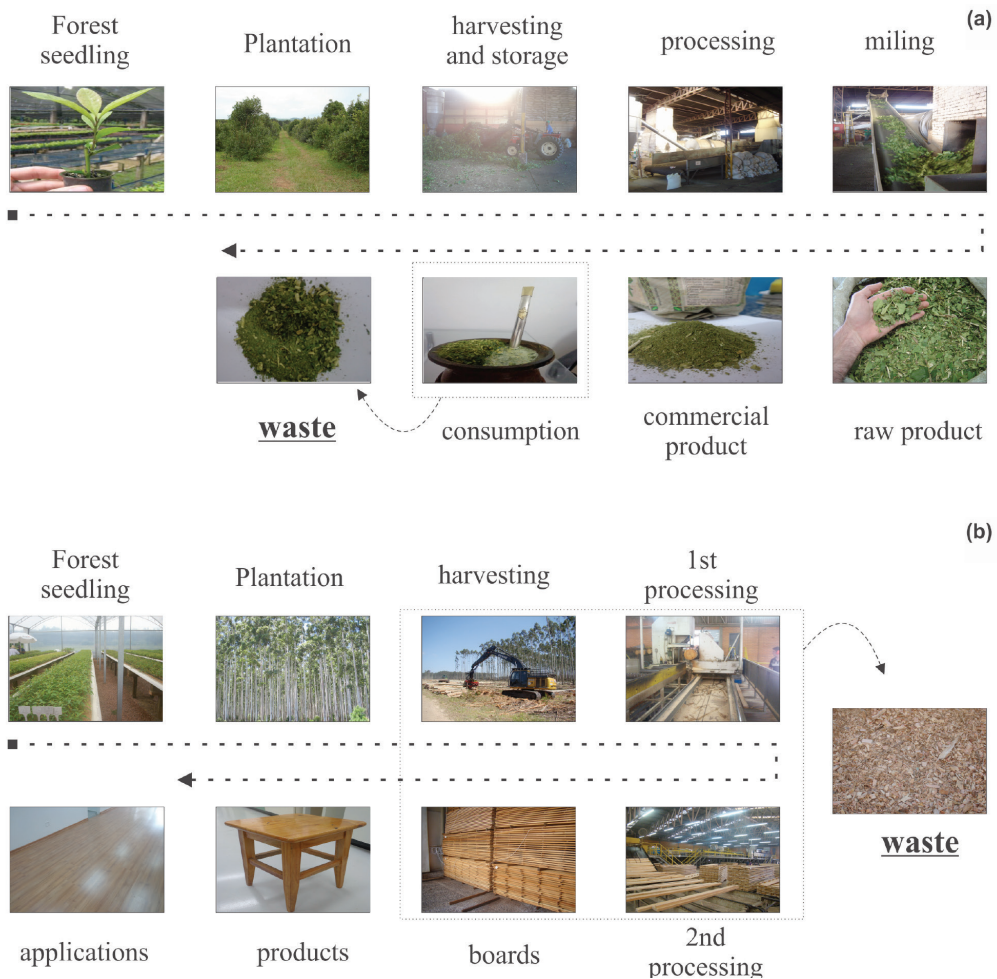 (a)
Forest
seedling
Plantation
harvesting
and storage
processing
miling
waste
consumption
commercial
product
raw product
(b)
Forest
seedling
Plantation
harvesting
1st
processing
waste
applications
products
boards
2nd
processing